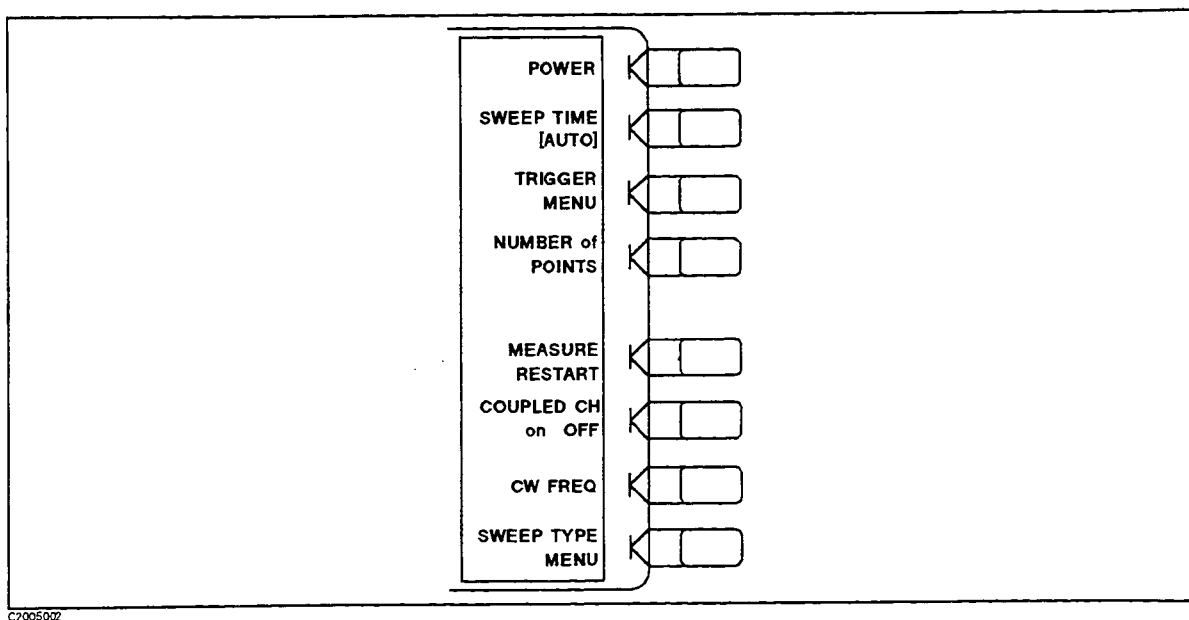 POWER
SWEEP TIME
[AUTO]
TRIGGER
MENU
NUMBER of
POINTS
MEASURE
RESTART
COUPLED CH
on OFF
CW FREQ
SWEEP TYPE
MENU
C2005002